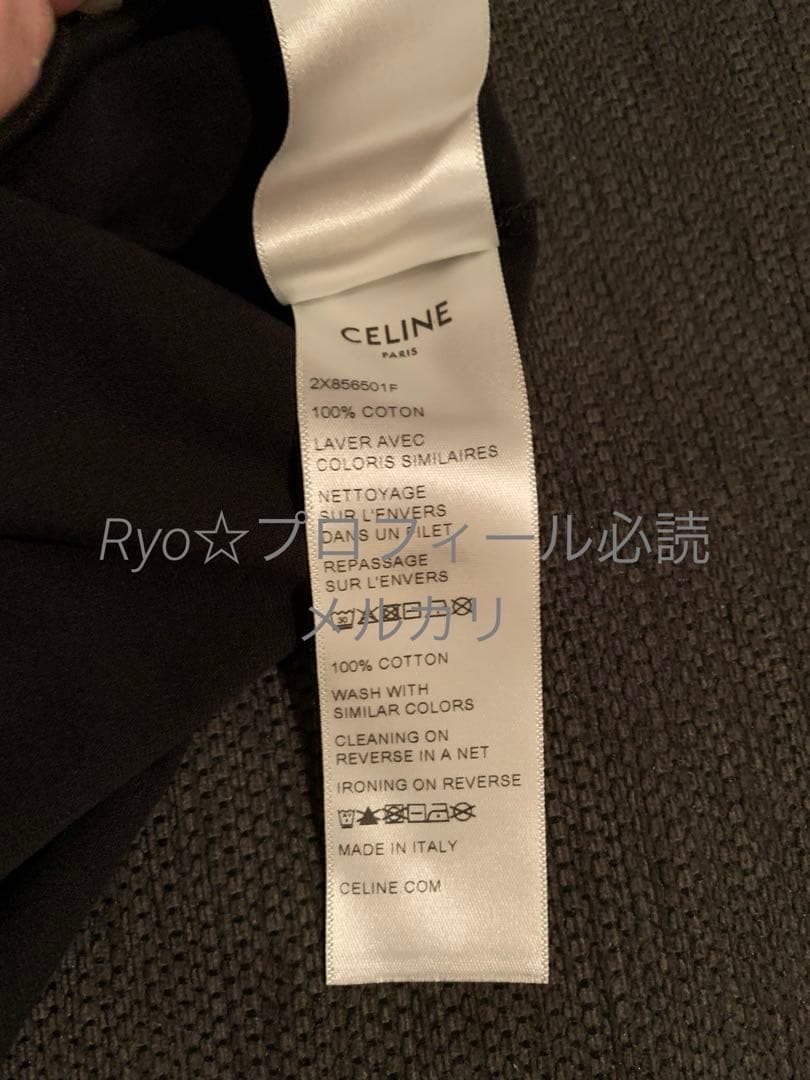 CELINE
PARIS
2X856501F
100% COTON
LAVER AVEC
COLORIS SIMILAIRES
NETTOYAGE
SUR L'ENVERS
DANS UN FILET
Ryo☆プロフィール必読
REPASSAGE
SUR L'ENVERS
30
メルカリ
100% COTTON
WASH WITH
SIMILAR COLORS
CLEANING ON
REVERSE IN A NET
IRONING ON REVERSE
MADE IN ITALY
CELINE.COM